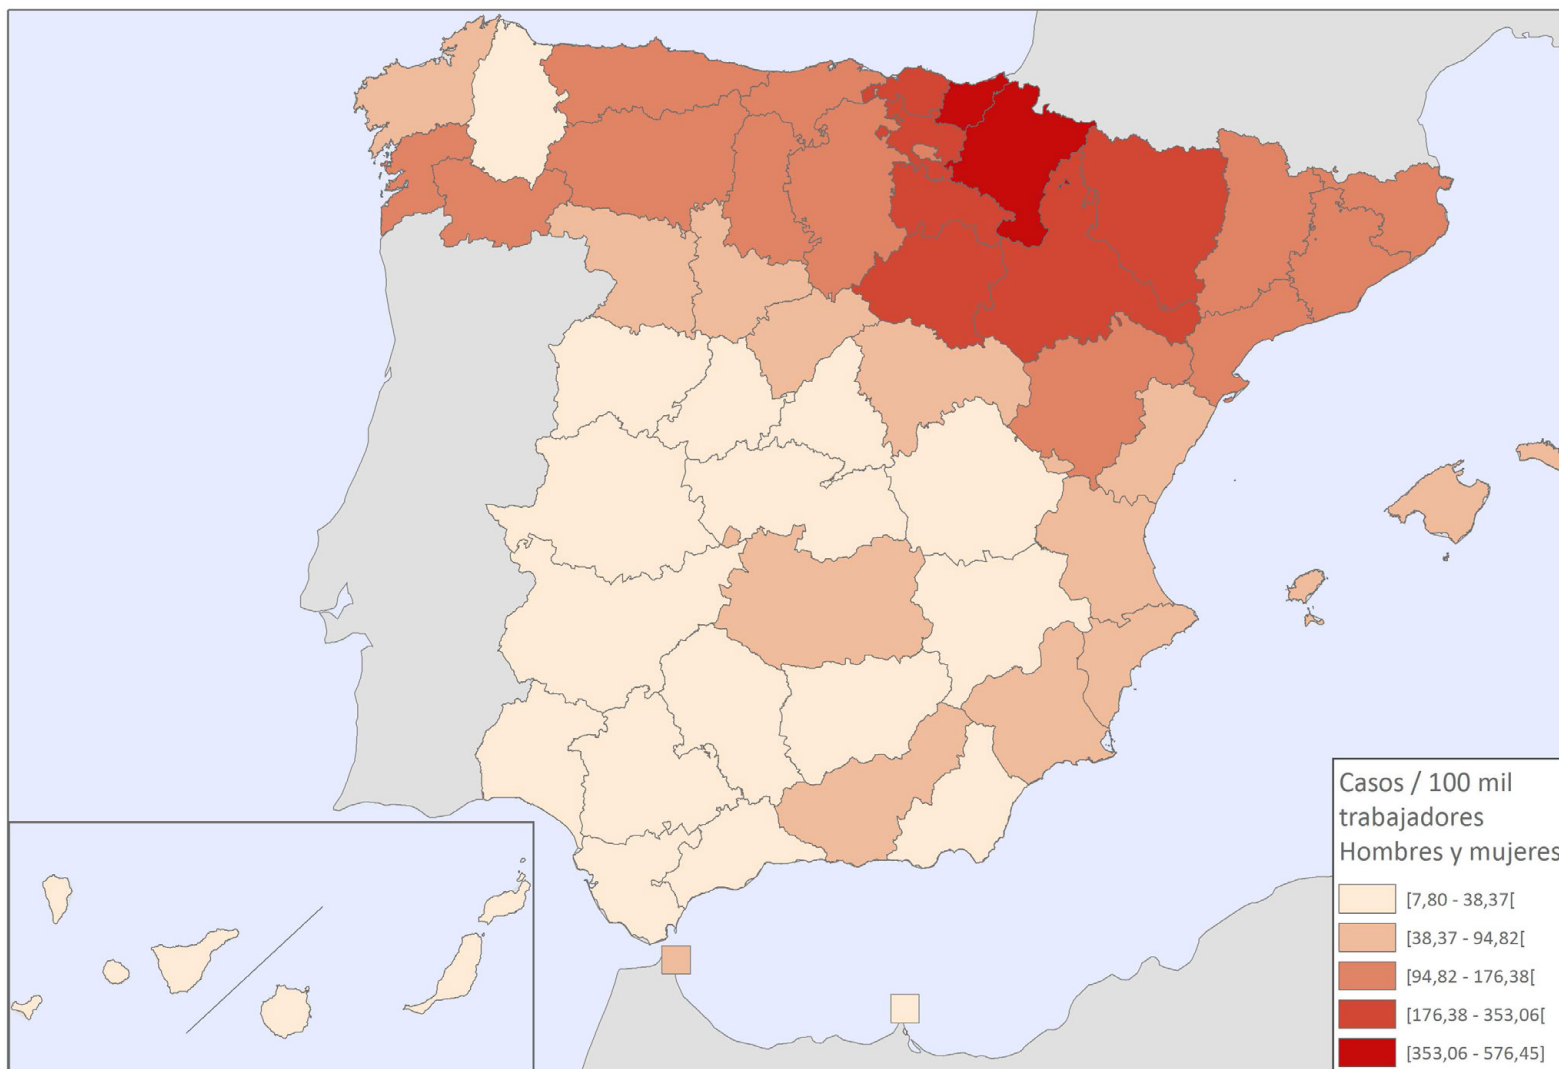 Casos / 100 mil
trabajadores
Hombres y mujeres
[7,80 - 38,37[
[38,37 - 94,82[
[94,82 - 176,38[
[176,38 - 353,06[
[353,06 - 576,45]